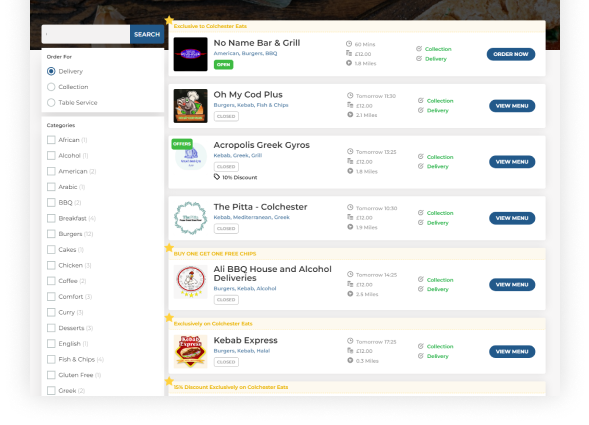 SEARCH
Order For
Delivery
Collection
Table Service
Categories
African (1)
Alcohol (1)
American (2)
Arabic (1)
BBQ (2)
Breakfast (4)
Burgers (12)
Cakes (1)
Chicken (3)
Coffee (2)
Comfort (2)
Curry (3)
Desserts (5)
English (1)
Fish & Chips (4)
Gluten Free (1)
Greek (2)
Exclusive to Colchester Eats
No Name Bar & Grill
American, Burgers, BBQ
OPEN
60 Mins
£12.00
1.8 Miles
Collection
Delivery
ORDER NOW
Oh My Cod Plus
Burgers, Kebab, Fish & Chips
CLOSED
Tomorrow 11:30
£12.00
2.1 Miles
Collection
Delivery
VIEW MENU
OFFERS
Acropolis Greek Gyros
Kebab, Greek, Grill
CLOSED
10% Discount
Tomorrow 13:25
£12.00
1.8 Miles
Collection
Delivery
VIEW MENU
The Pitta - Colchester
Kebab, Mediterranean, Greek
CLOSED
Tomorrow 10:30
£12.00
1.9 Miles
Collection
Delivery
VIEW MENU
BUY ONE GET ONE FREE CHIPS
Ali BBQ House and Alcohol
Deliveries
Burgers, Kebab, Alcohol
CLOSED
Tomorrow 14:25
£12.00
2.9 Miles
Collection
Delivery
VIEW MENU
Exclusively on Colchester Eats
Kebab
Express
Kebab Express
Burgers, Kebab, Halal
CLOSED
Tomorrow 17:25
£12.00
0.3 Miles
Collection
Delivery
VIEW MENU
15% Discount Exclusively on Colchester Eats